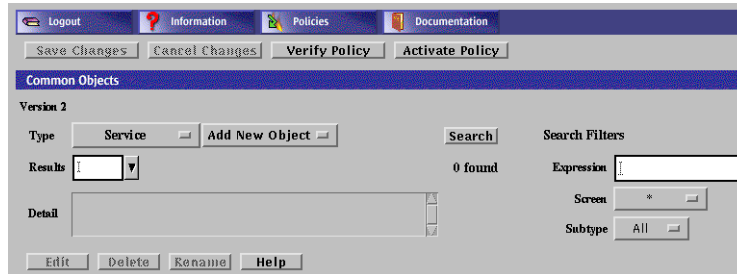 Logout Information Policies Documentation
Save Changes Cancel Changes Verify Policy Activate Policy
Common Objects
Version 2
Type Service Add New Object Search Search Filters
Results 0 found Expression
Screen *
Detail
Subtype All
Edit Delete Rename Help